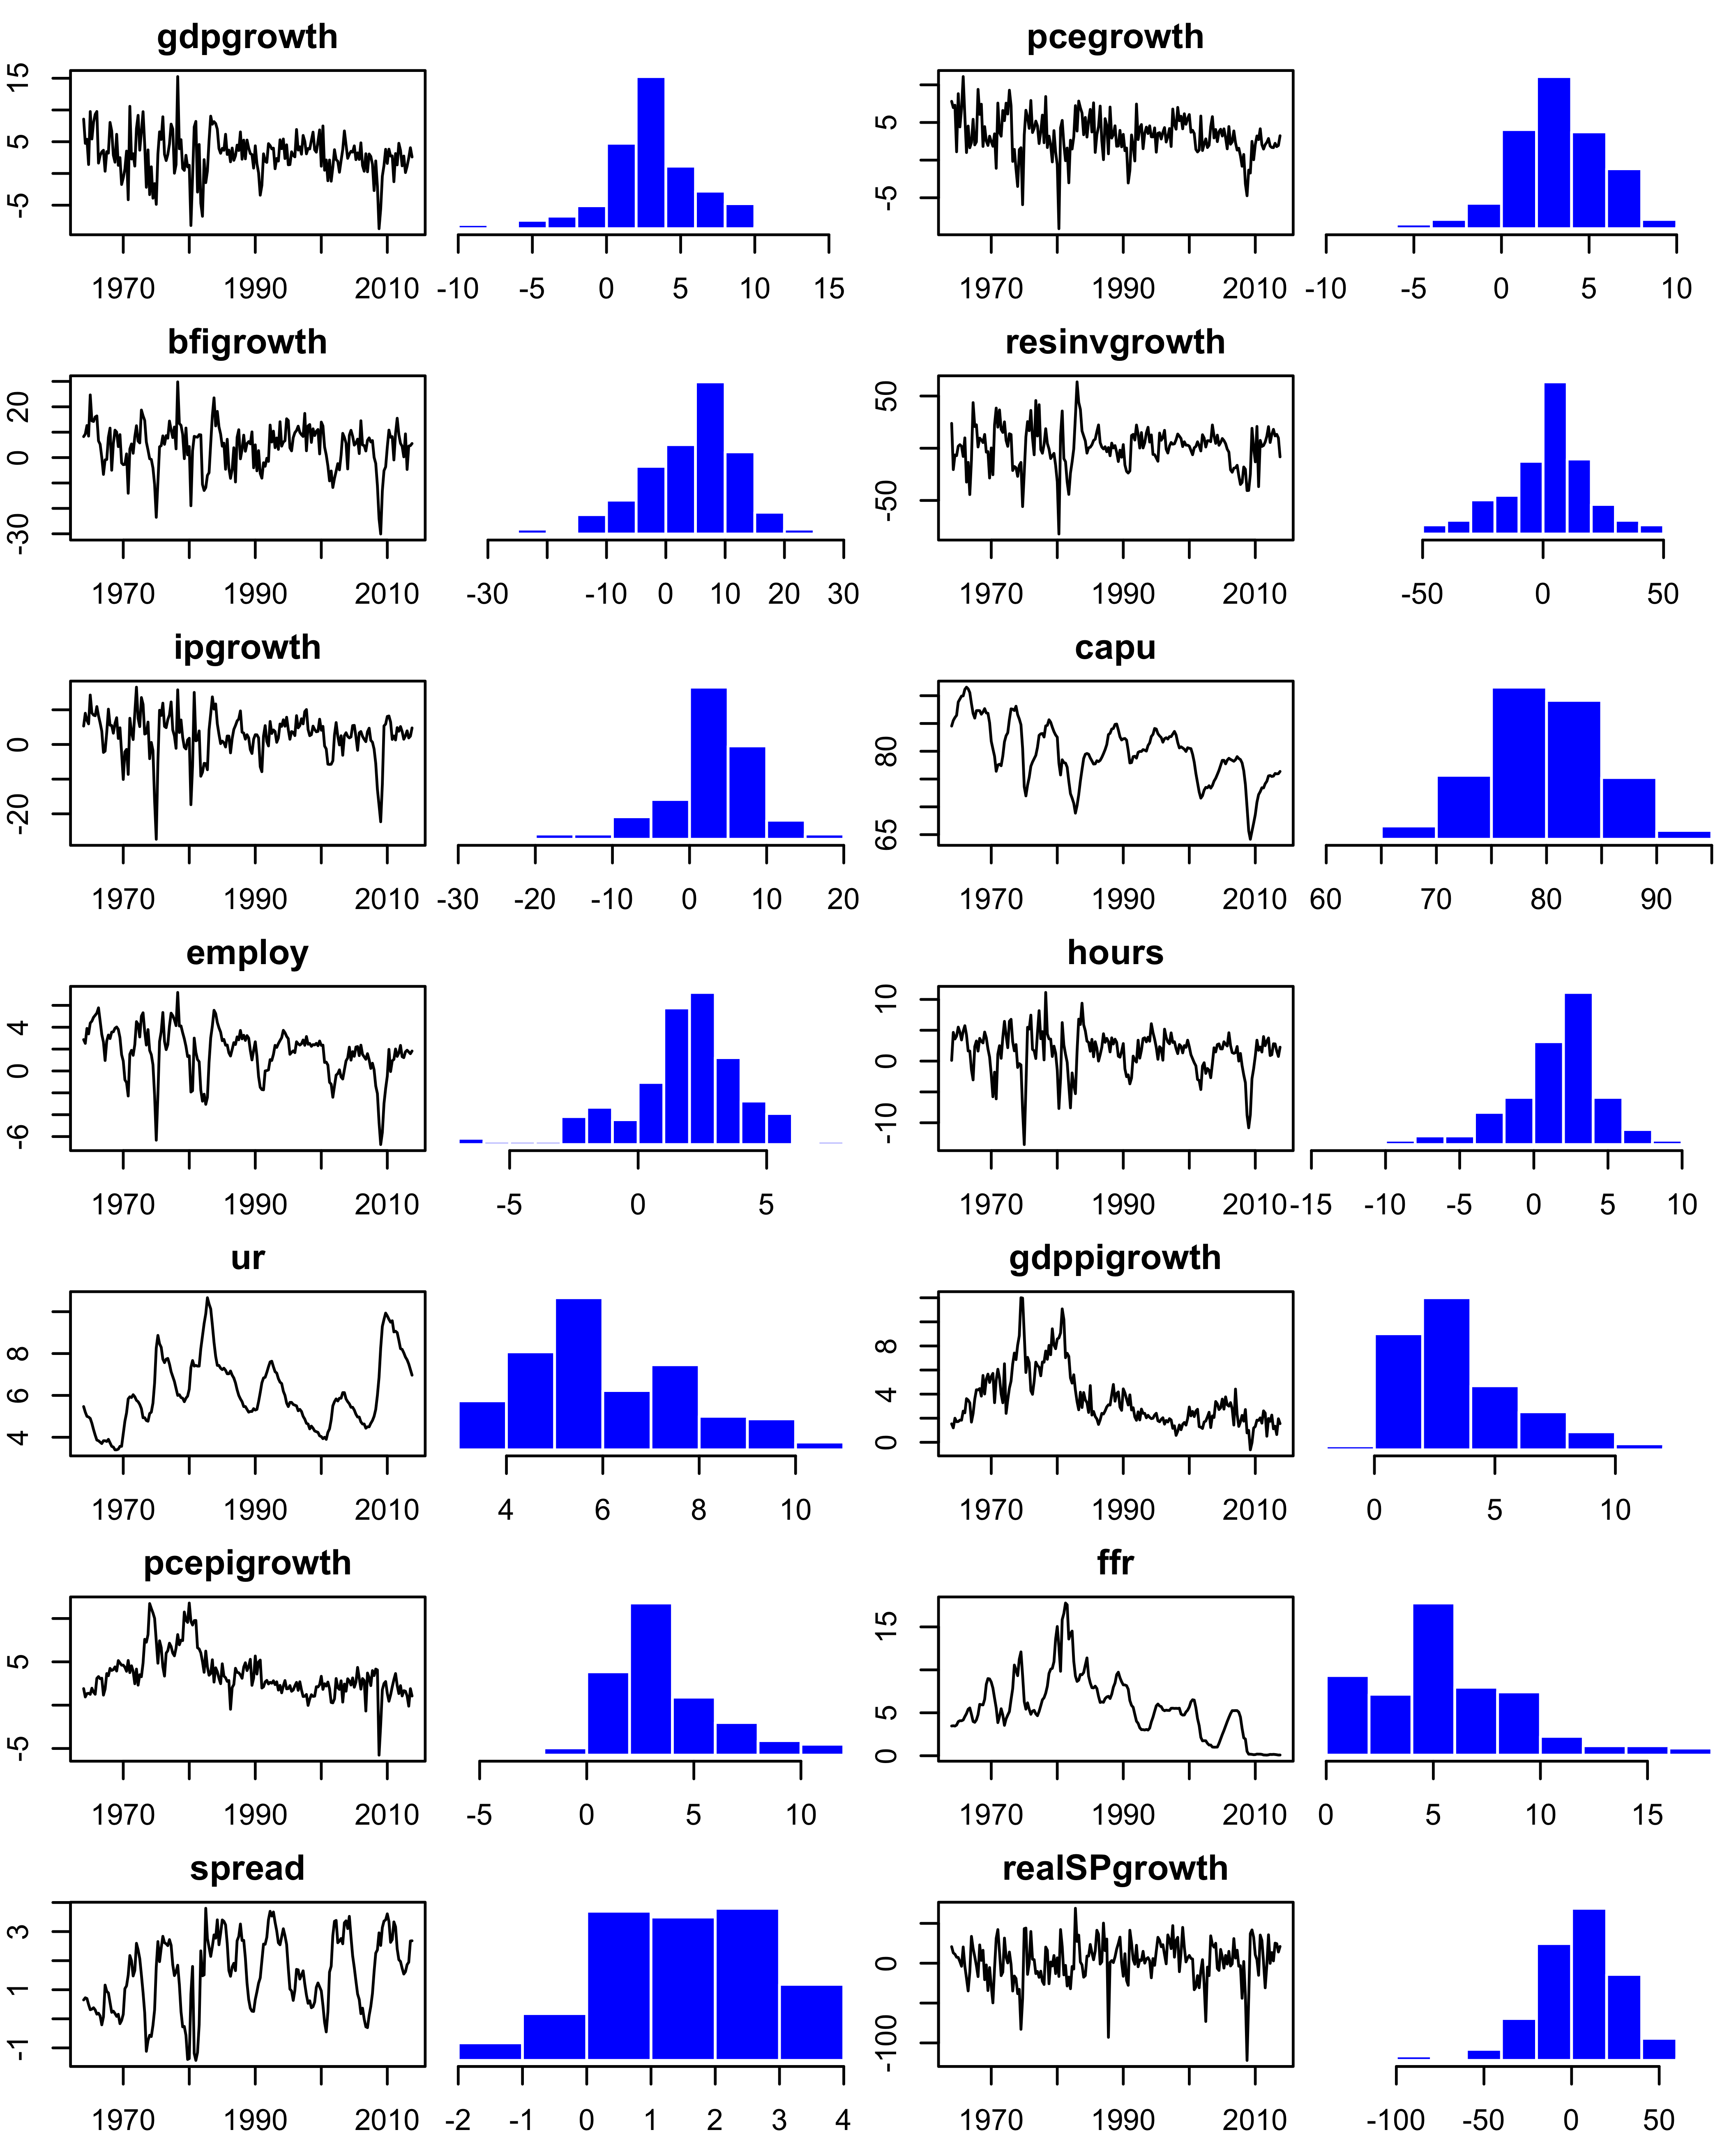 gdpgrowth pcegrowth
15
5
-5
5
-5
1970 1990 2010 -10 -5 0 5 10 15 1970 1990 2010 -10 -5 0 5 10
bfigrowth resinvgrowth
20
0
-30
50
-50
1970 1990 2010 -30 -10 0 10 20 30 1970 1990 2010 -50 0 50
ipgrowth capu
0
-20
80
65
1970 1990 2010 -30 -20 -10 0 10 20 1970 1990 2010 60 70 80 90
employ hours
4
0
-6
10
0
-10
1970 1990 2010 -5 0 5 1970 1990 2010 -15 -10 -5 0 5 10
ur gdppigrowth
8
6
4
8
4
0
1970 1990 2010 4 6 8 10 1970 1990 2010 0 5 10
pcepigrowth ffr
5
-5
15
5
0
1970 1990 2010 -5 0 5 10 1970 1990 2010 0 5 10 15
spread realSPgrowth
3
1
-1
0
-100
1970 1990 2010 -2 -1 0 1 2 3 4 1970 1990 2010 -100 -50 0 50